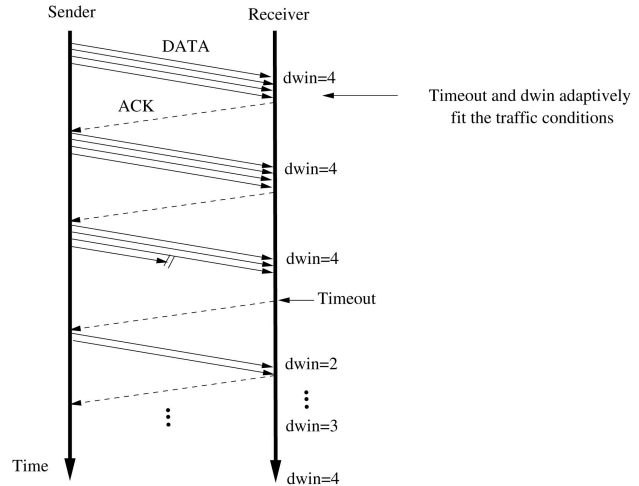 Sender
Receiver
DATA
dwin=4
Timeout and dwin adaptively
fit the traffic conditions
ACK
dwin=4
dwin=4
Timeout
dwin=2
dwin=3
Time
dwin=4